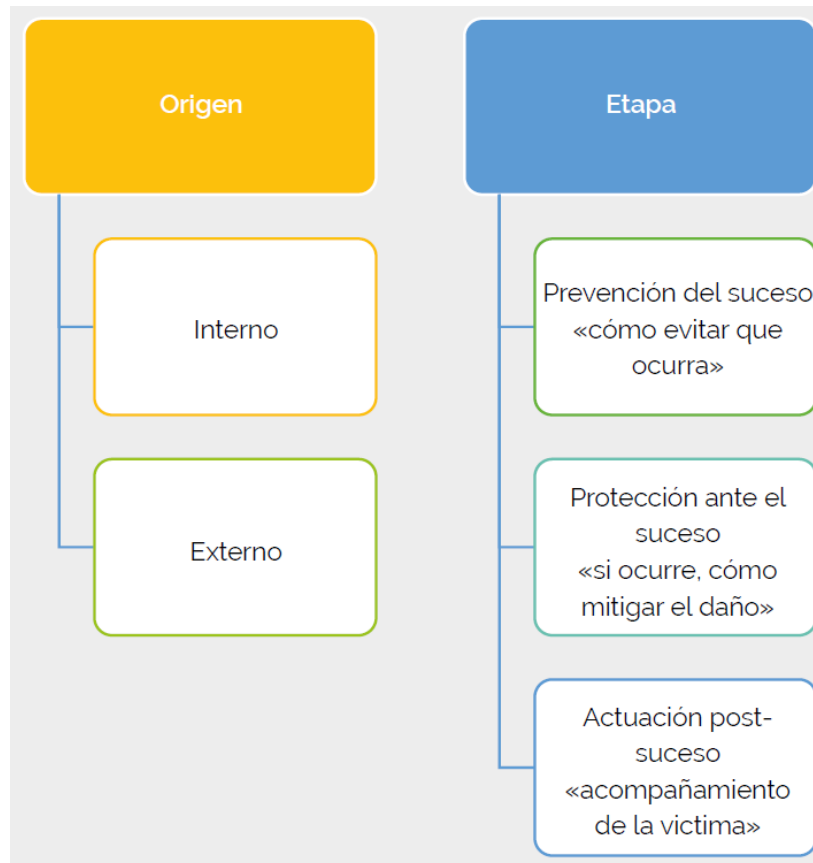 Origen
Interno
Externo
Etapa
Prevención del suceso
«cómo evitar que
ocurra»
Protección ante el
suceso
«si ocurre, cómo
mitigar el daño»
Actuación post-
suceso
«acompañamiento
de la victima»